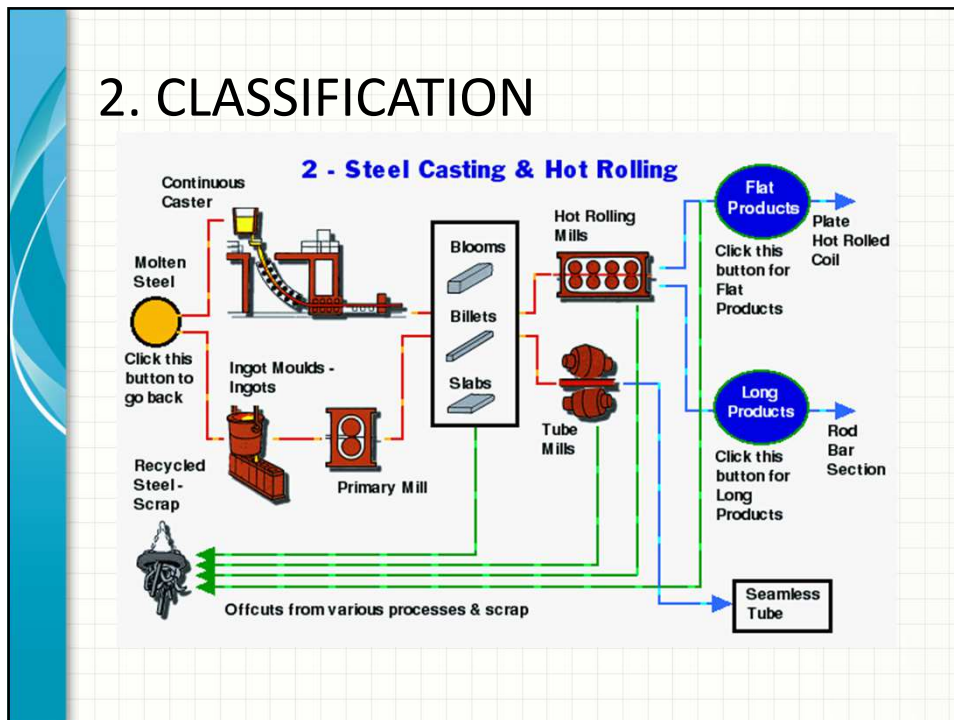 2. CLASSIFICATION
2 - Steel Casting & Hot Rolling
Continuous
Caster
Molten
Steel
Click this
button to
go back
Ingot Moulds -
Ingots
Primary Mill
Recycled
Steel -
Scrap
Blooms
Billets
Slabs
Hot Rolling
Mills
Tube
Mills
Flat
Products
Plate
Hot Rolled
Coil
Click this
button for
Flat
Products
Long
Products
Rod
Bar
Section
Click this
button for
Long
Products
Offcuts from various processes & scrap
Seamless
Tube